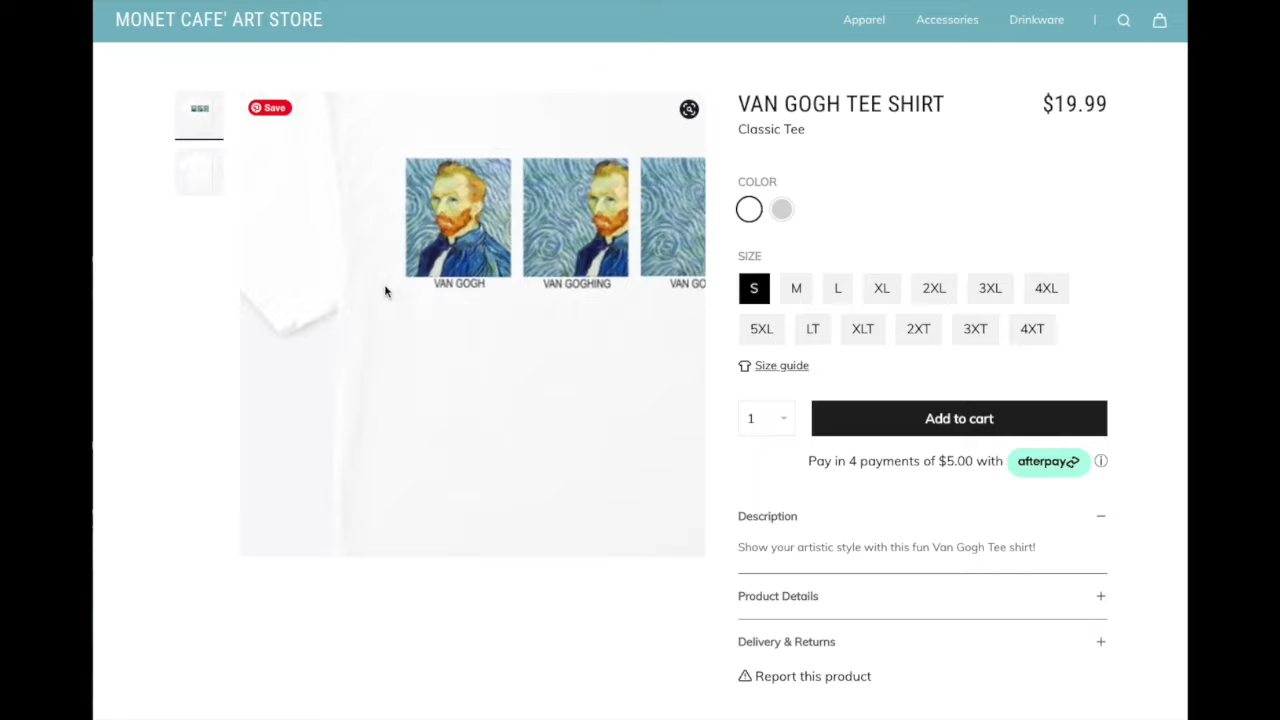 MONET CAFE' ART STORE
Apparel Accessories Drinkware |
Save
VAN GOGH
VAN GOGHING
VAN GO
VAN GOGH TEE SHIRT $19.99
Classic Tee
COLOR
SIZE
S M L XL 2XL 3XL 4XL
5XL LT XLT 2XT 3XT 4XT
Size guide
1 Add to cart
Pay in 4 payments of $5.00 with afterpay
Description
Show your artistic style with this fun Van Gogh Tee shirt!
Product Details
Delivery & Returns
Report this product